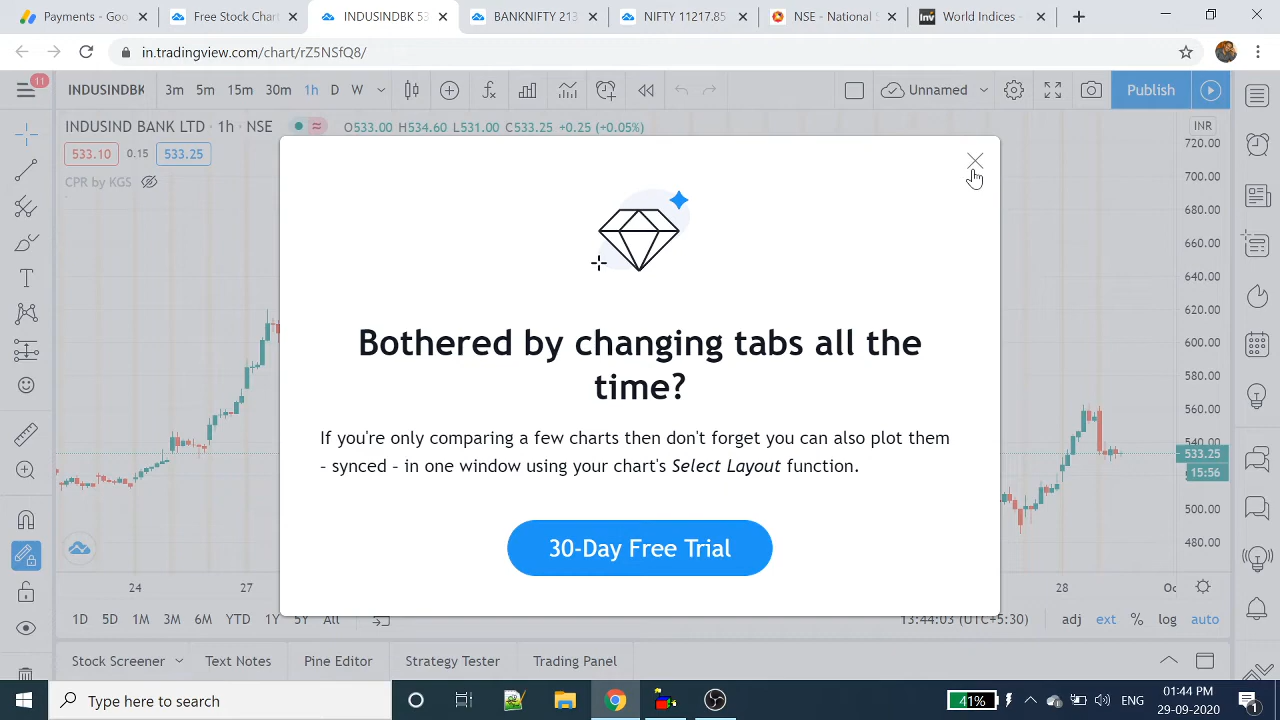 Payments - Goo
Free Stock Chart
INDUSINDBK 53
BANKNIFTY 213
NIFTY 11217.85
NSE - National
World Indices -
in.tradingview.com/chart/rZ5NSfQ8/
11
INDUSINDBK
3m 5m 15m 30m 1h D W
Unnamed
Publish
INDUSIND BANK LTD · 1h · NSE
O533.00 H534.60 L531.00 C533.25 +0.25 (+0.05%)
INR
533.10 0.15 533.25
CPR by KGS
720.00
700.00
680.00
660.00
640.00
620.00
600.00
580.00
560.00
540.00
533.25
15:56
500.00
480.00
Bothered by changing tabs all the
time?
If you're only comparing a few charts then don't forget you can also plot them
- synced - in one window using your chart's Select Layout function.
30-Day Free Trial
24 27 28
1D 5D 1M 3M 6M YTD 1Y 5Y All
13:44:03 (UTC+5:30)
adj ext % log auto
Stock Screener
Text Notes
Pine Editor
Strategy Tester
Trading Panel
Type here to search
41%
ENG
01:44 PM
29-09-2020